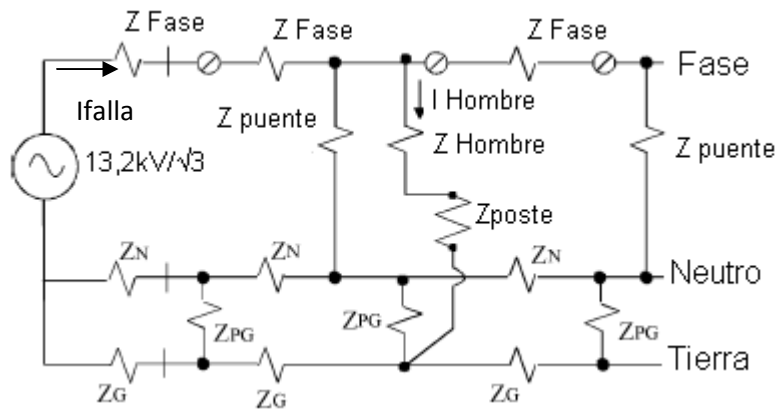 Z Fase
Z Fase
Z Fase
Fase
Ifalla
I Hombre
Z puente
Z Hombre
Z puente
13,2kV/√3
Zposte
ZN
ZN
ZN
Neutro
ZPG
ZPG
ZPG
Tierra
ZG
ZG
ZG